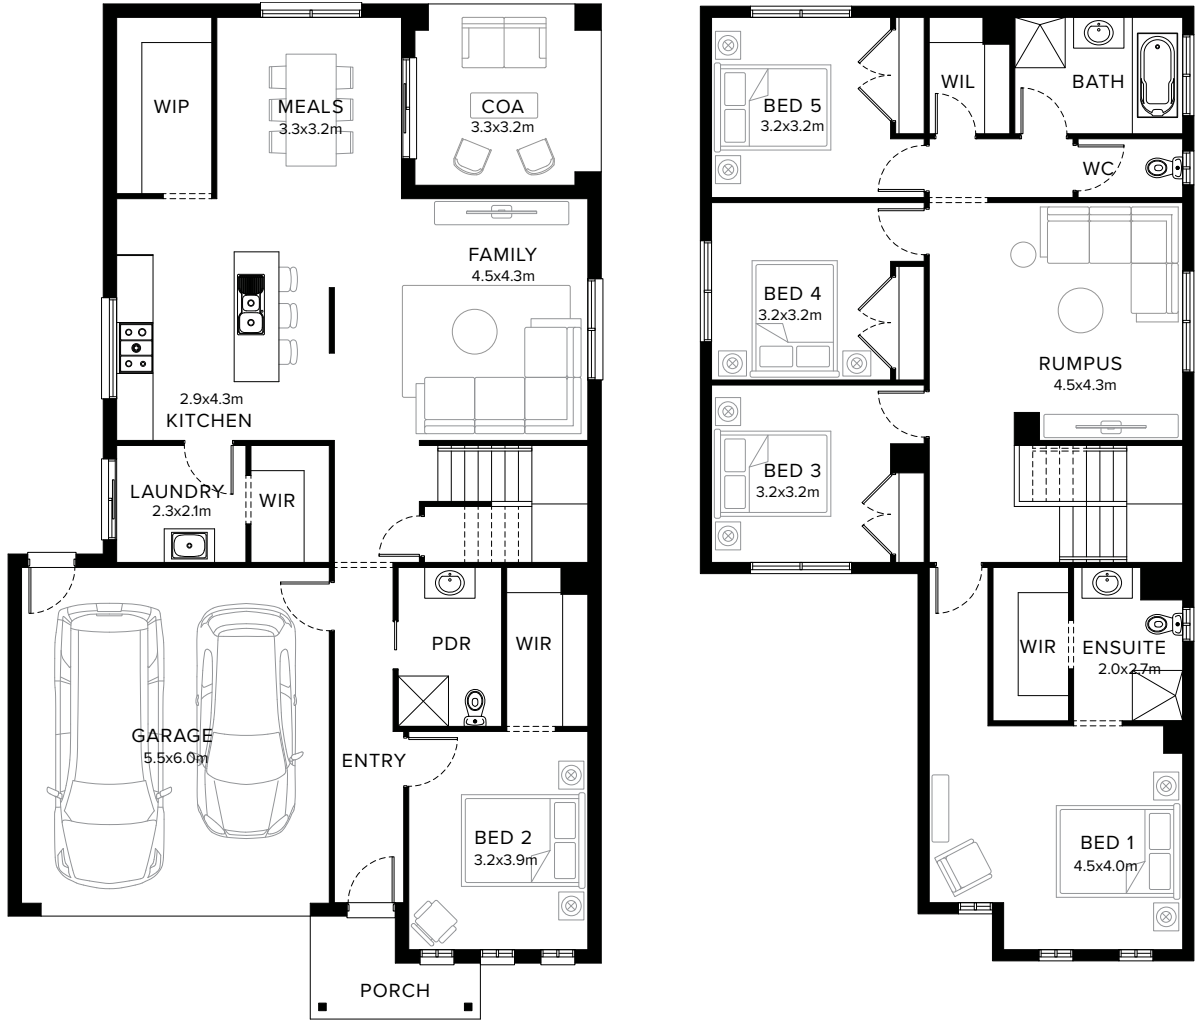 WIP
MEALS
3.3x3.2m
COA
3.3x3.2m
FAMILY
4.5x4.3m
2.9x4.3m
KITCHEN
LAUNDRY
2.3x2.1m
WIR
PDR
WIR
GARAGE
5.5x6.0m
ENTRY
BED 2
3.2x3.9m
PORCH
BED 5
3.2x3.2m
WIL
BATH
WC
BED 4
3.2x3.2m
RUMPUS
4.5x4.3m
BED 3
3.2x3.2m
WIR
ENSUITE
2.0x2.7m
BED 1
4.5x4.0m